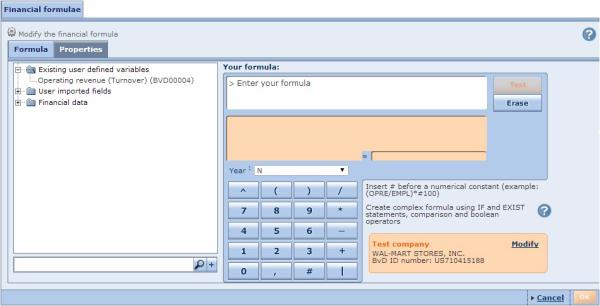 Financial formulae
Modify the financial formula
?
Formula Properties
Existing user defined variables
Operating revenue (Turnover) (BVD00004)
User imported fields
Financial data
Your formula:
> Enter your formula
Test
Erase
=
Year : N
^ ( ) /
7 8 9 *
4 5 6 –
1 2 3 +
0 , # |
Insert # before a numerical constant (example:
(OPRE/EMPL)*#100)
Create complex formula using IF and EXIST
statements, comparison and boolean
operators
?
Test company Modify
WAL-MART STORES, INC.
BvD ID number: US710415188
+
Cancel OK